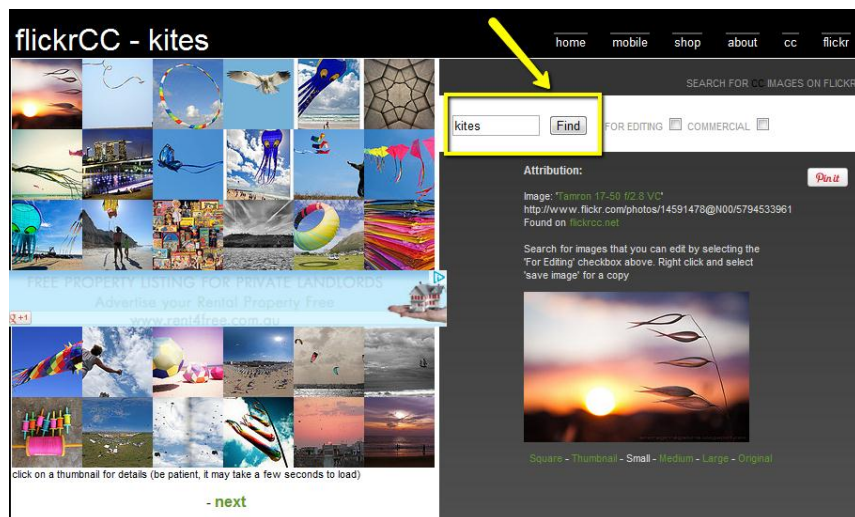 flickrCC - kites
home mobile shop about cc flickr
SEARCH FOR CC IMAGES ON FLICKR
kites Find FOR EDITING COMMERCIAL
Attribution:
Pin it
Image: 'Tamron 17-50 f/2.8 VC'
http://www.flickr.com/photos/14591478@N00/5794533961
Found on flickrcc.net
Search for images that you can edit by selecting the
'For Editing' checkbox above. Right click and select
'save image' for a copy
FREE PROPERTY LISTING FOR PRIVATE LANDLORDS
Advertise your Rental Property Free
www.rent4free.com.au
+1
Square - Thumbnail - Small - Medium - Large - Original
click on a thumbnail for details (be patient, it may take a few seconds to load)
- next